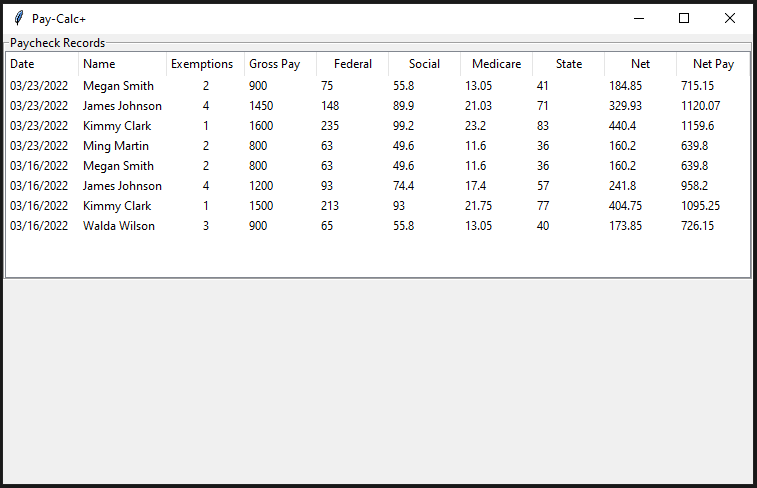 Pay-Calc+
Paycheck Records
Date Name Exemptions Gross Pay Federal Social Medicare State Net Net Pay
03/23/2022 Megan Smith 2 900 75 55.8 13.05 41 184.85 715.15
03/23/2022 James Johnson 4 1450 148 89.9 21.03 71 329.93 1120.07
03/23/2022 Kimmy Clark 1 1600 235 99.2 23.2 83 440.4 1159.6
03/23/2022 Ming Martin 2 800 63 49.6 11.6 36 160.2 639.8
03/16/2022 Megan Smith 2 800 63 49.6 11.6 36 160.2 639.8
03/16/2022 James Johnson 4 1200 93 74.4 17.4 57 241.8 958.2
03/16/2022 Kimmy Clark 1 1500 213 93 21.75 77 404.75 1095.25
03/16/2022 Walda Wilson 3 900 65 55.8 13.05 40 173.85 726.15